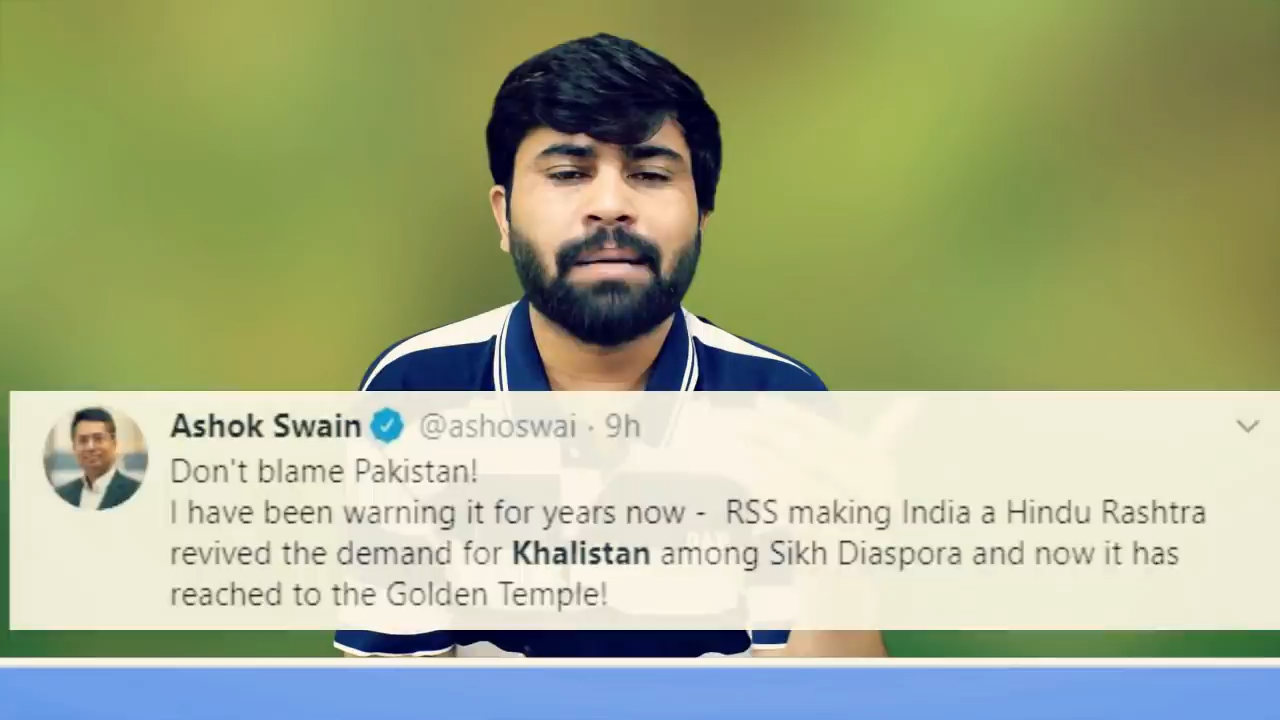 Ashok Swain @ashoswai · 9h
Don't blame Pakistan!
I have been warning it for years now - RSS making India a Hindu Rashtra
revived the demand for Khalistan among Sikh Diaspora and now it has
reached to the Golden Temple!